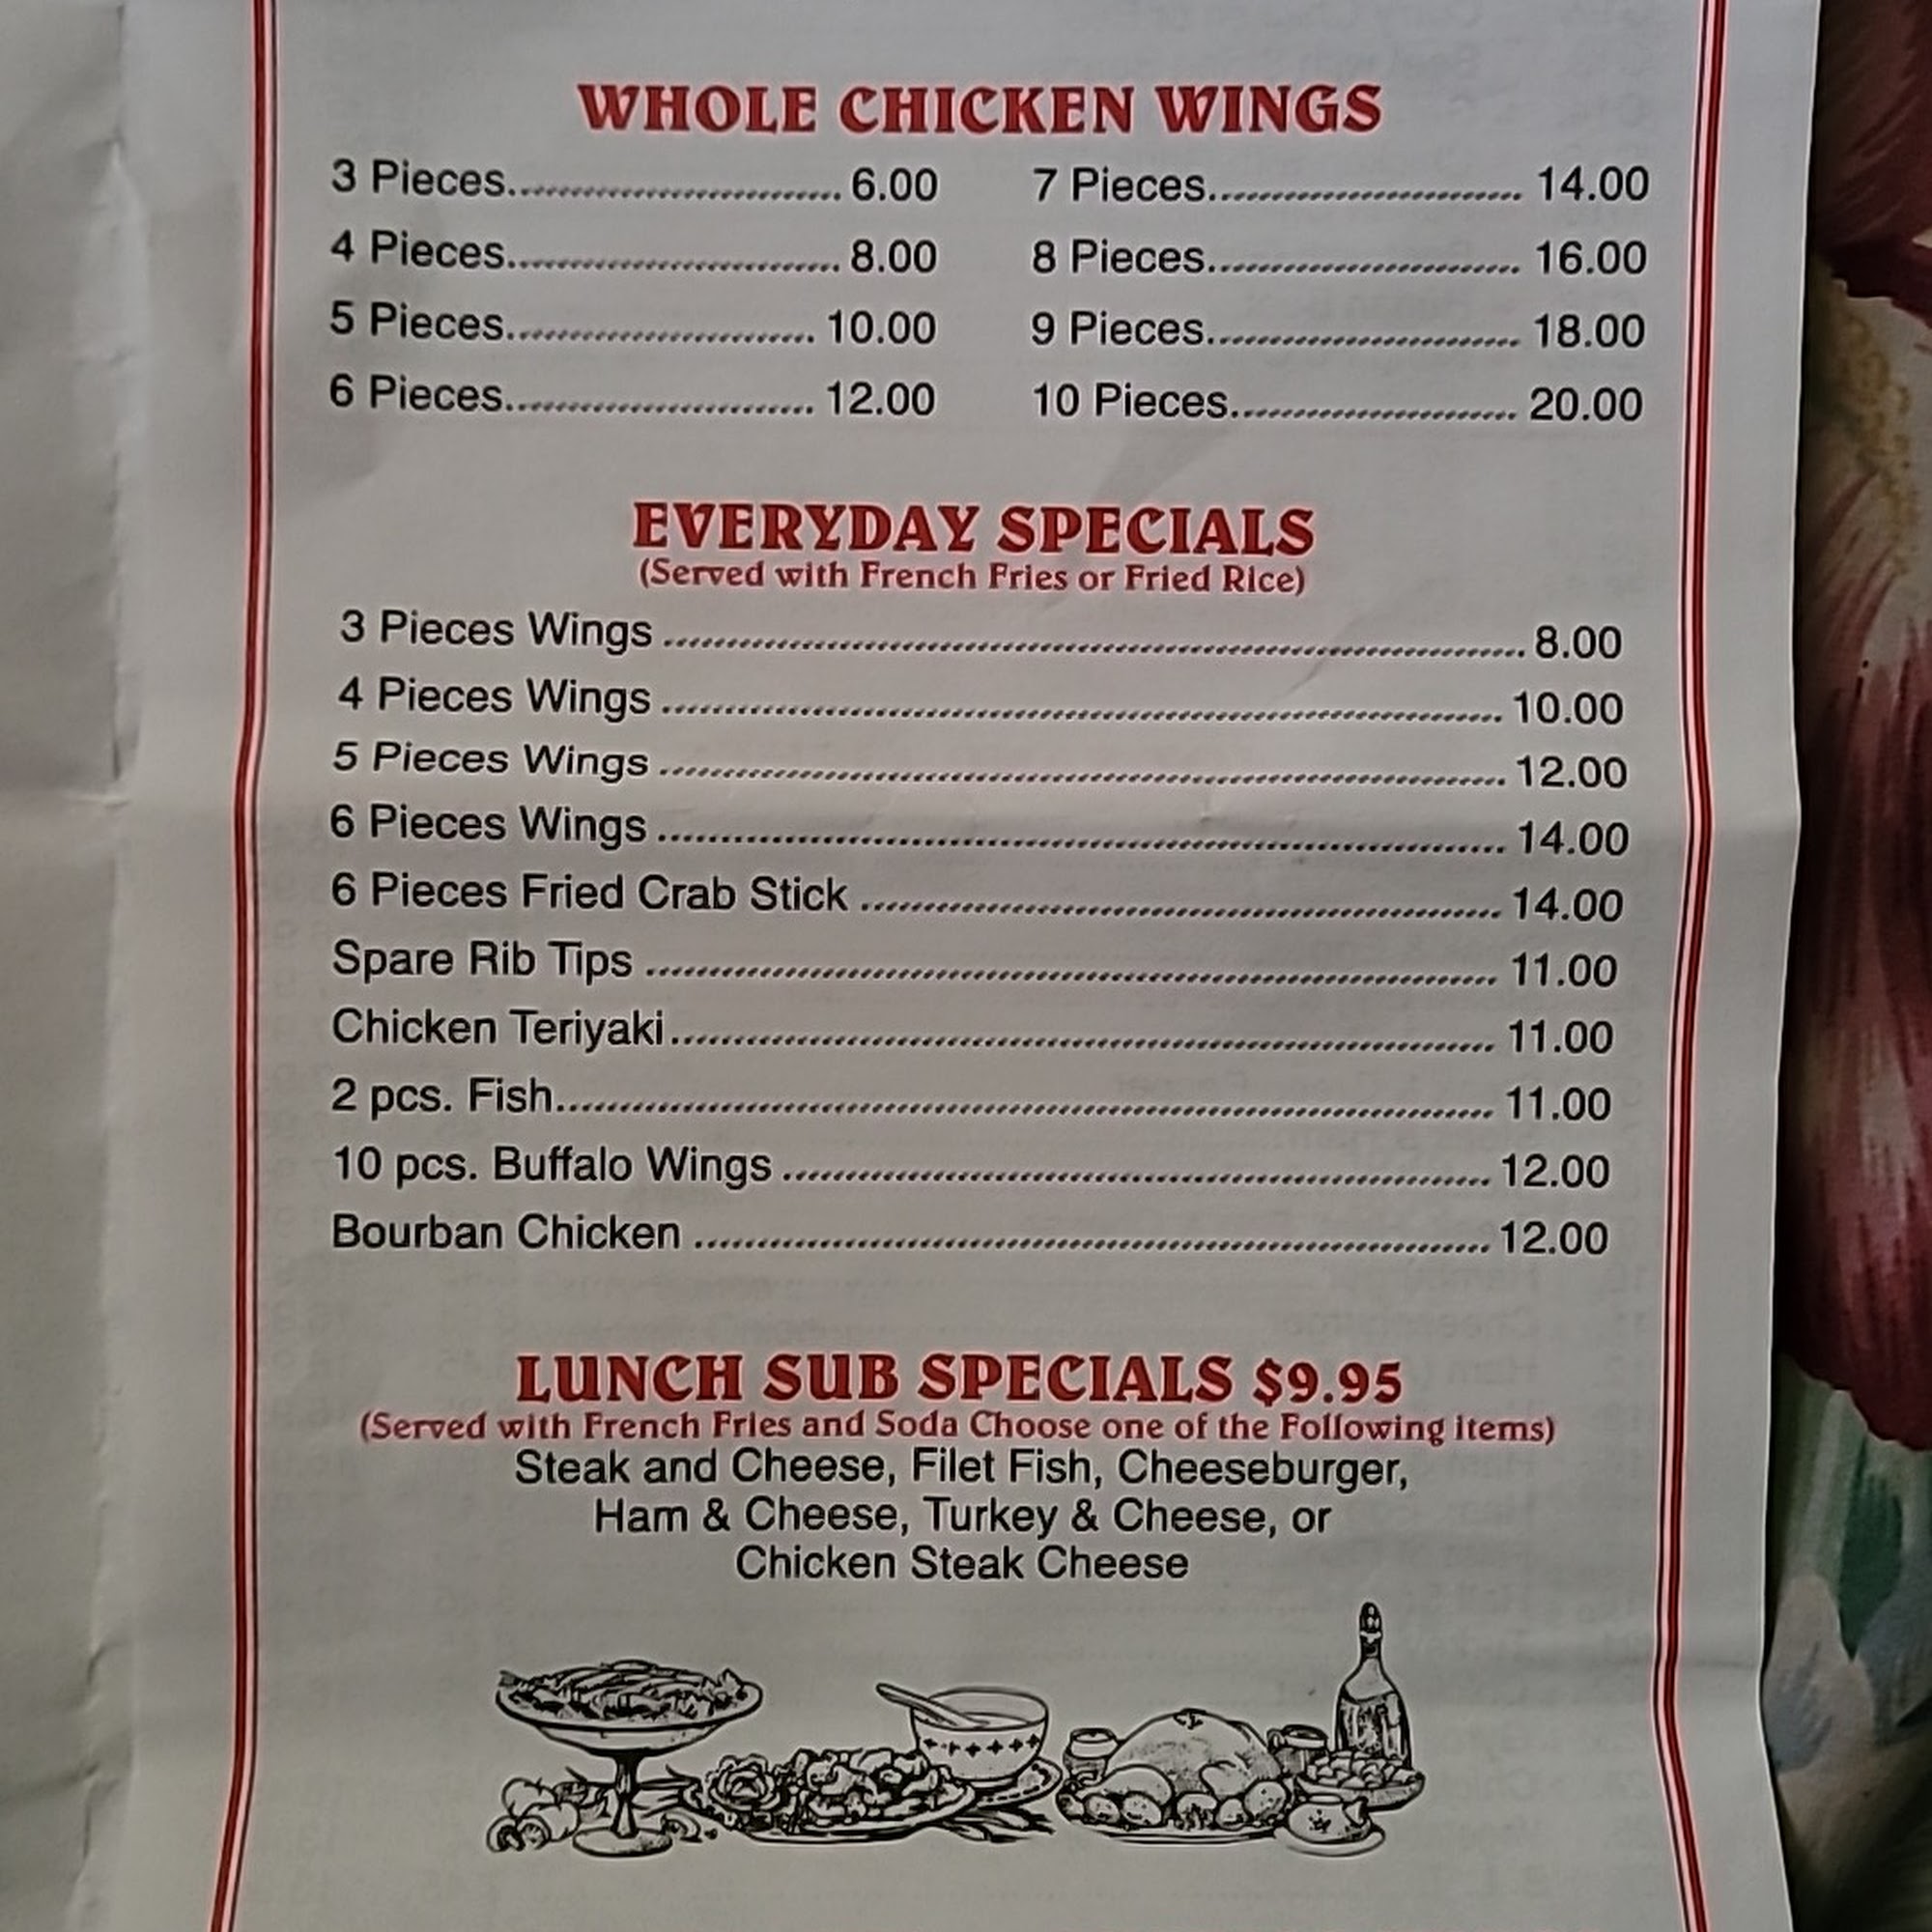 WHOLE CHICKEN WINGS
3 Pieces.............................. 6.00
7 Pieces.............................. 14.00
4 Pieces.............................. 8.00
8 Pieces.............................. 16.00
5 Pieces.............................. 10.00
9 Pieces.............................. 18.00
6 Pieces.............................. 12.00
10 Pieces.............................. 20.00
EVERYDAY SPECIALS
(Served with French Fries or Fried Rice)
3 Pieces Wings .............................. 8.00
4 Pieces Wings .............................. 10.00
5 Pieces Wings .............................. 12.00
6 Pieces Wings .............................. 14.00
6 Pieces Fried Crab Stick .............................. 14.00
Spare Rib Tips .............................. 11.00
Chicken Teriyaki.............................. 11.00
2 pcs. Fish.............................. 11.00
10 pcs. Buffalo Wings .............................. 12.00
Bourban Chicken .............................. 12.00
LUNCH SUB SPECIALS $9.95
(Served with French Fries and Soda Choose one of the Following items)
Steak and Cheese, Filet Fish, Cheeseburger,
Ham & Cheese, Turkey & Cheese, or
Chicken Steak Cheese